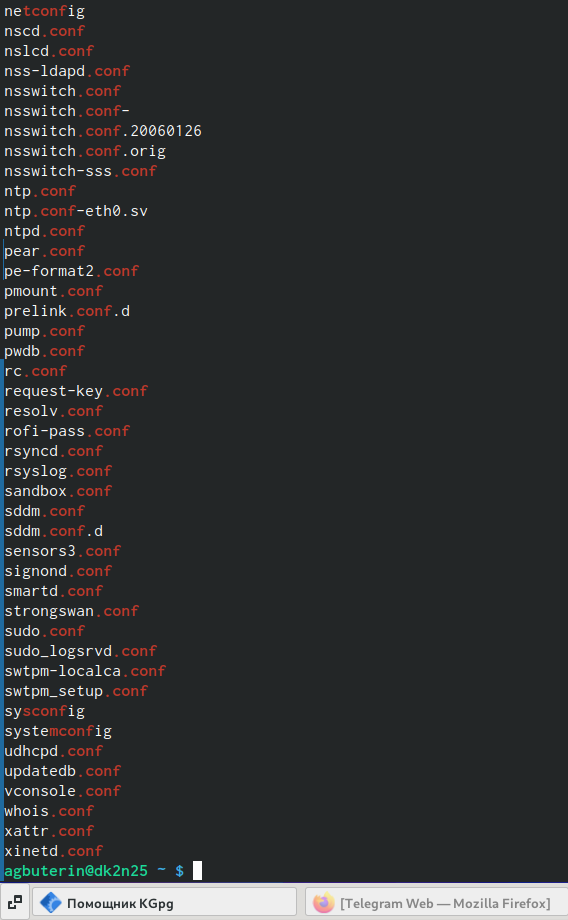 netconfig
nscd.conf
nslcd.conf
nss-ldapd.conf
nsswitch.conf
nsswitch.conf-
nsswitch.conf.20060126
nsswitch.conf.orig
nsswitch-sss.conf
ntp.conf
ntp.conf-eth0.sv
ntpd.conf
pear.conf
pe-format2.conf
pmount.conf
prelink.conf.d
pump.conf
pwdb.conf
rc.conf
request-key.conf
resolv.conf
rofi-pass.conf
rsyncd.conf
rsyslog.conf
sandbox.conf
sddm.conf
sddm.conf.d
sensors3.conf
signond.conf
smartd.conf
strongswan.conf
sudo.conf
sudo_logsrvd.conf
swtpm-localca.conf
swtpm_setup.conf
sysconfig
systemconfig
udhcpd.conf
updatedb.conf
vconsole.conf
whois.conf
xattr.conf
xinetd.conf
agbuterin@dk2n25 ~ $
Помощник KGpg
[Telegram Web — Mozilla Firefox]